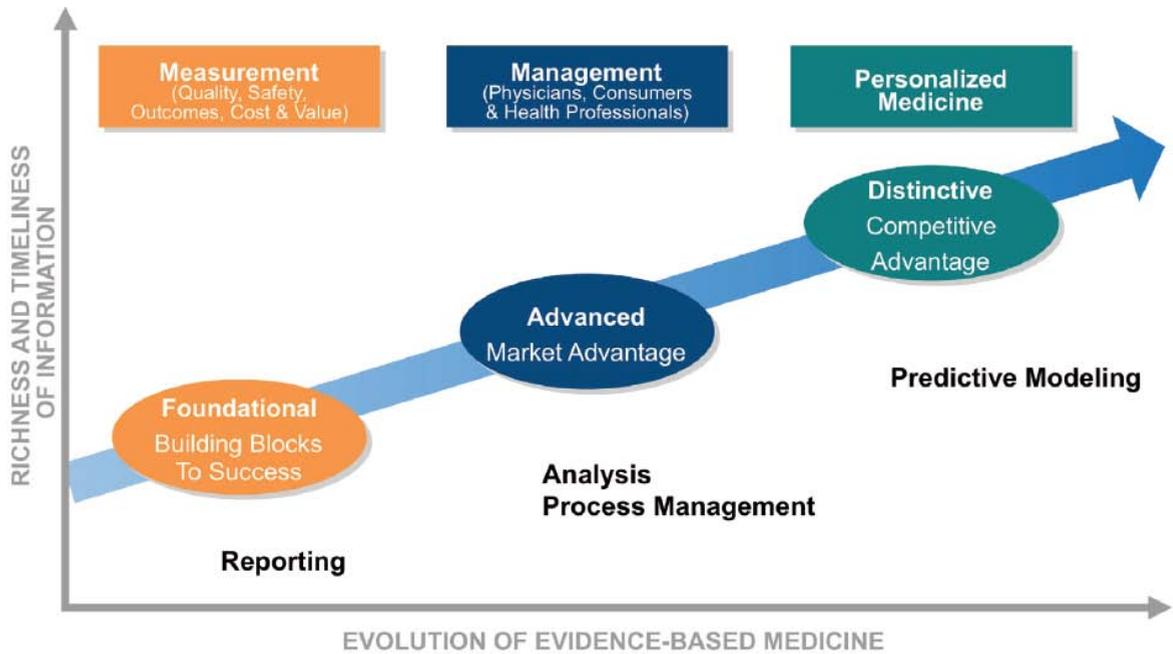 Measurement
(Quality, Safety,
Outcomes, Cost & Value)
Management
(Physicians, Consumers
& Health Professionals)
Personalized
Medicine
RICHNESS AND TIMELINESS
OF INFORMATION
Distinctive
Competitive
Advantage
Advanced
Market Advantage
Foundational
Building Blocks
To Success
Predictive Modeling
Analysis
Process Management
Reporting
EVOLUTION OF EVIDENCE-BASED MEDICINE